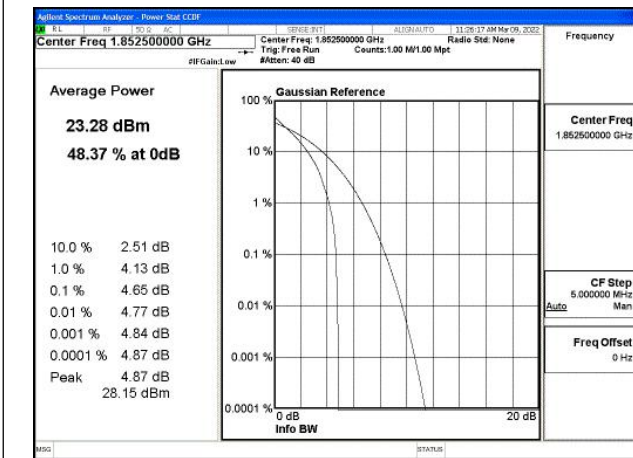 Agilent Spectrum Analyzer - Power Stat CCDF
RL RF 50 Ω AC SENSE:INT ALIGN AUTO 11:26:17 AM Mar 09, 2022
Center Freq 1.852500000 GHz
Center Freq: 1.852500000 GHz Radio Std: None
Trig: Free Run Counts:1.00 M/1.00 Mpt
#IFGain:Low #Atten: 40 dB
Frequency
Average Power
23.28 dBm
48.37 % at 0dB
10.0 % 2.51 dB
1.0 % 4.13 dB
0.1 % 4.65 dB
0.01 % 4.77 dB
0.001 % 4.84 dB
0.0001 % 4.87 dB
Peak 4.87 dB
28.15 dBm
Gaussian Reference
100 %
10 %
1 %
0.1 %
0.01 %
0.001 %
0.0001 %
0 dB 20 dB
Info BW
Center Freq
1.852500000 GHz
CF Step
5.000000 MHz
Auto Man
Freq Offset
0 Hz
MSG STATUS